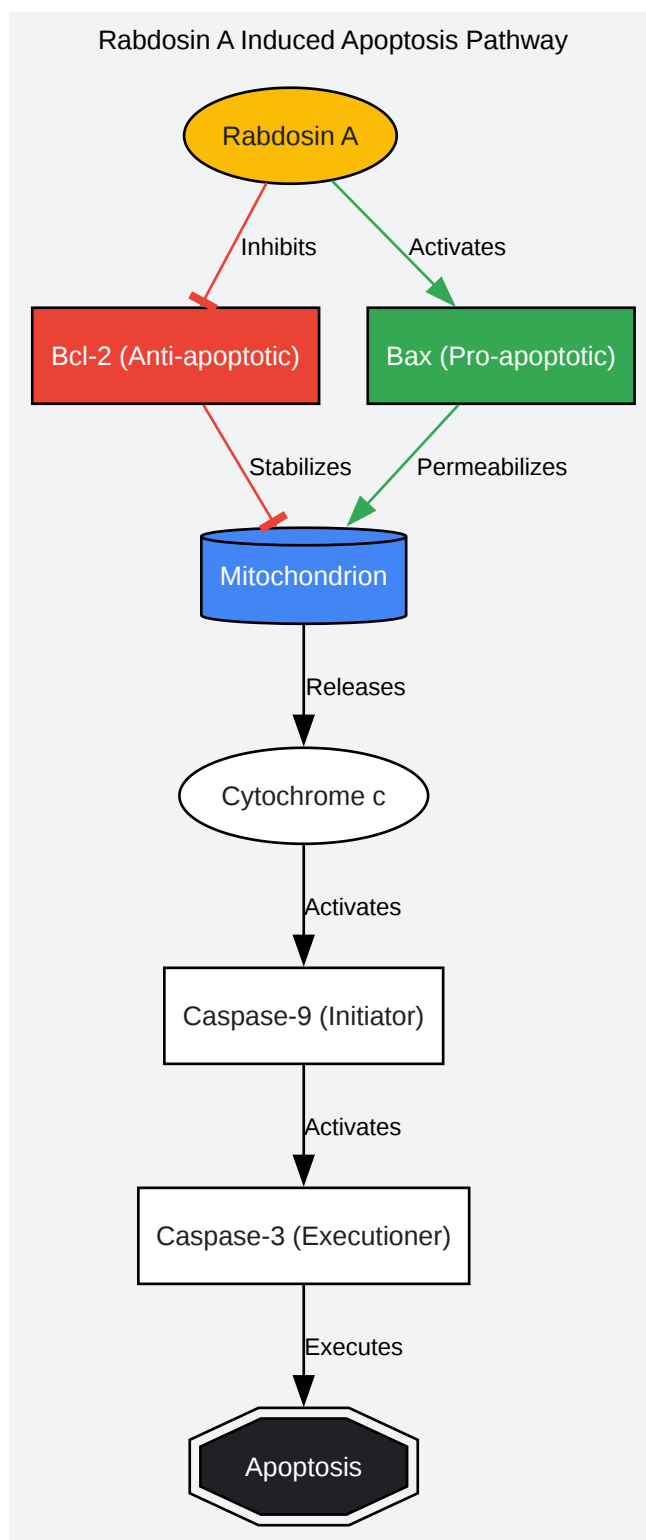 Rabdosin A Induced Apoptosis Pathway
Rabdosin A
Inhibits
Activates
Bcl-2 (Anti-apoptotic)
Bax (Pro-apoptotic)
Stabilizes
Permeabilizes
Mitochondrion
Releases
Cytochrome c
Activates
Caspase-9 (Initiator)
Activates
Caspase-3 (Executioner)
Executes
Apoptosis